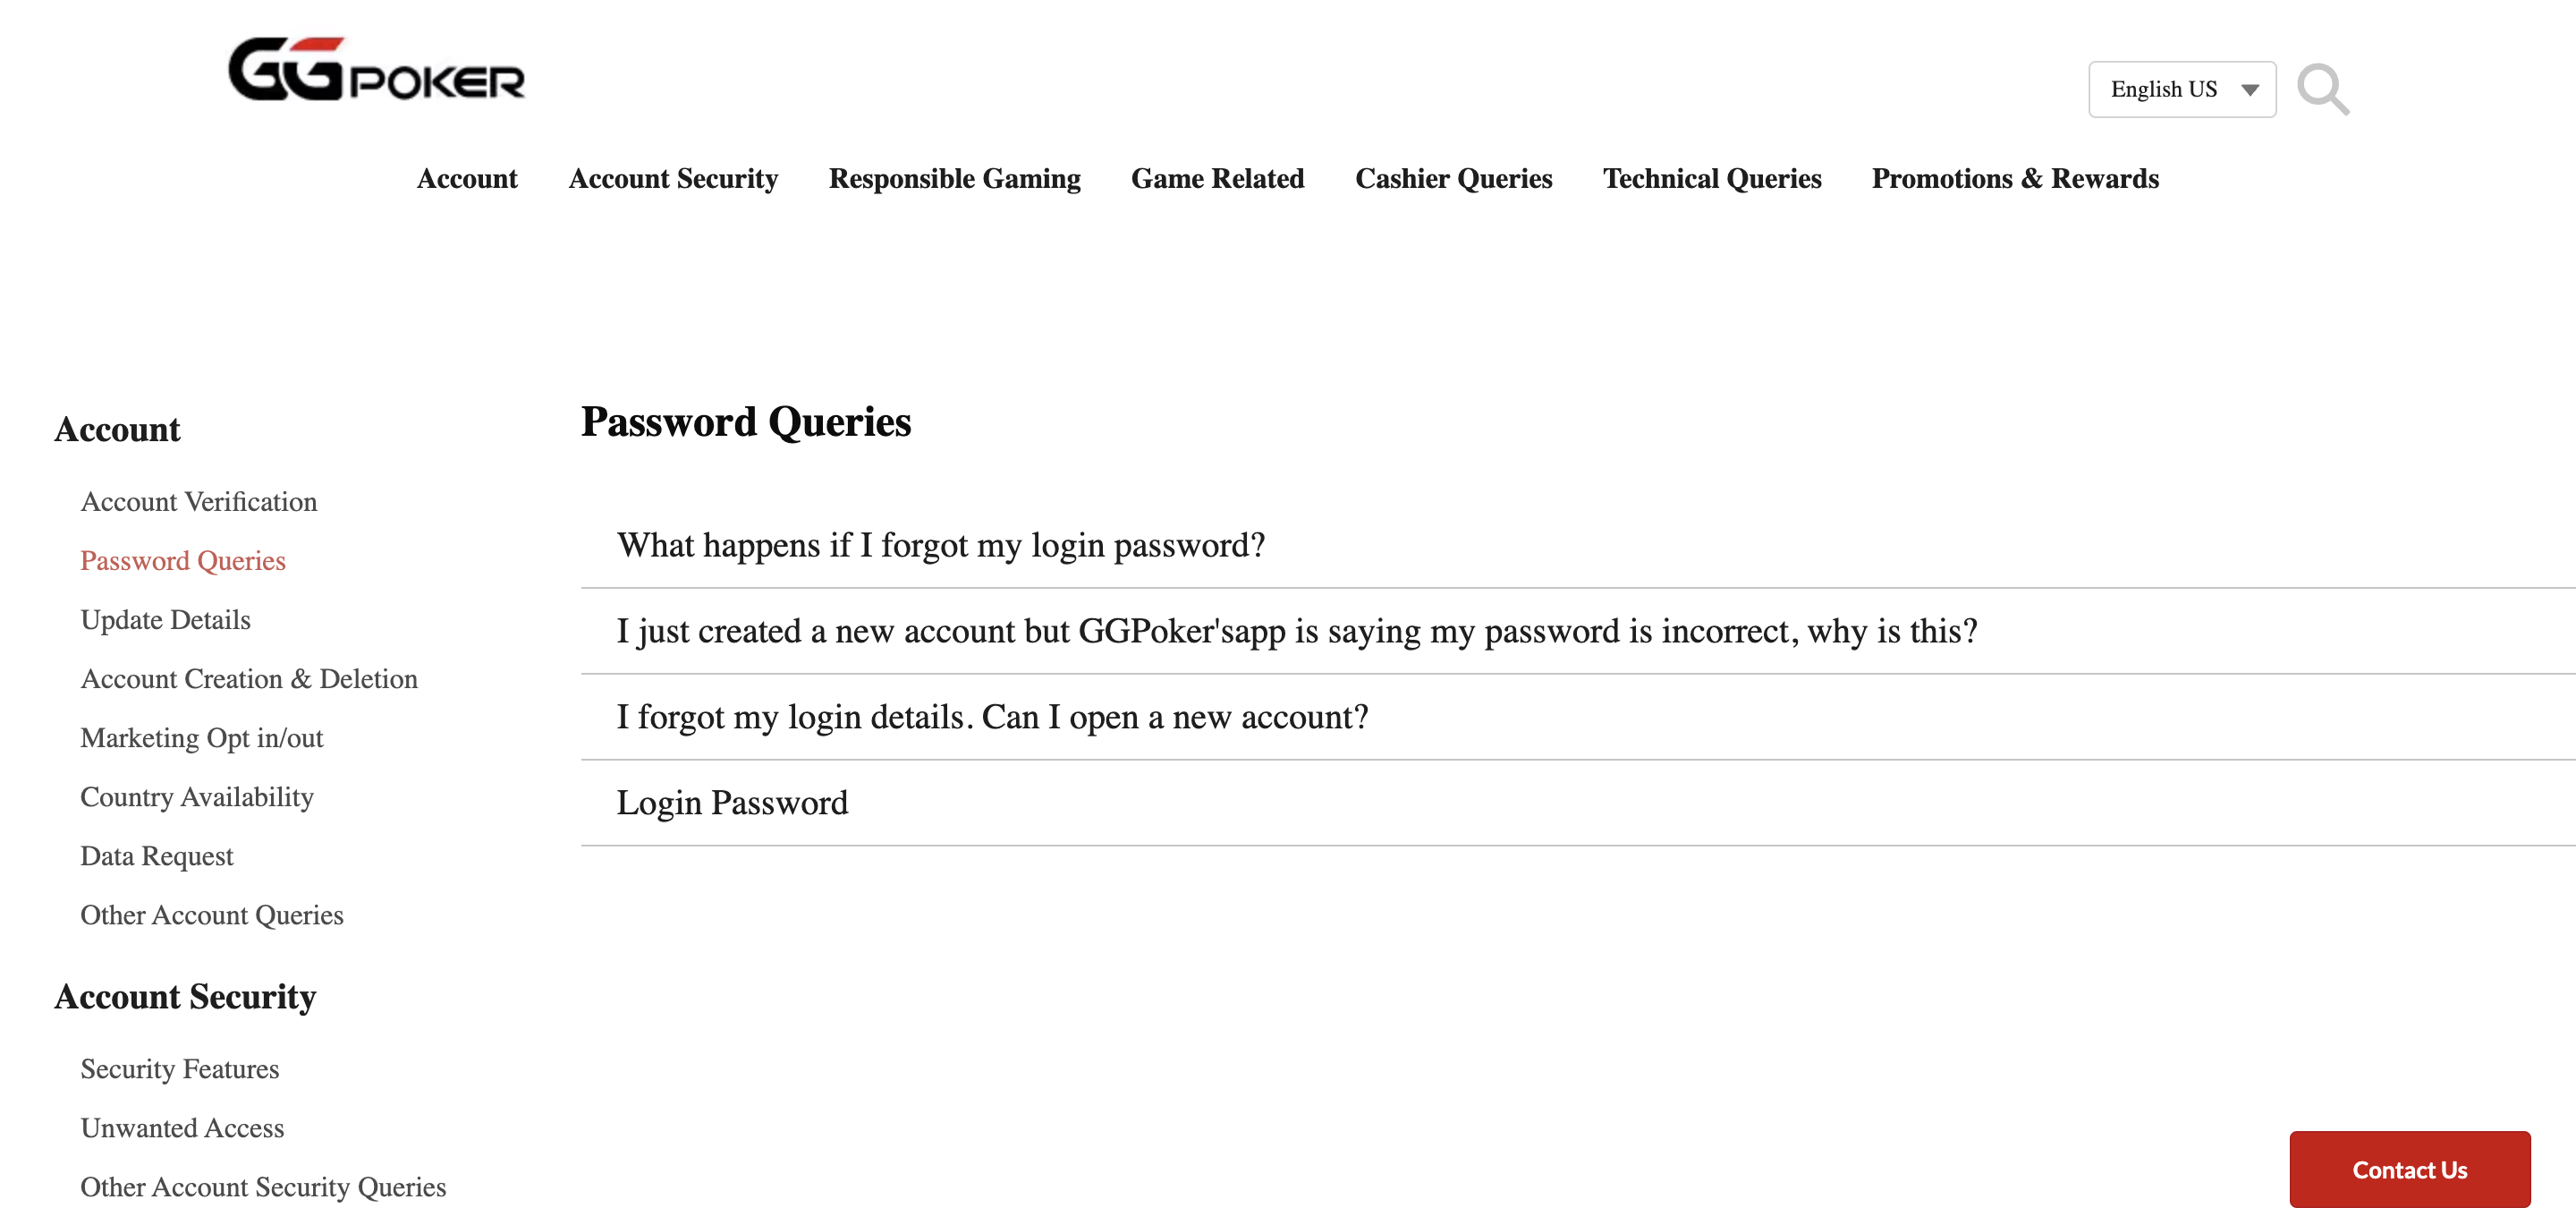 GGPOKER
English US
Account Account Security Responsible Gaming Game Related Cashier Queries Technical Queries Promotions & Rewards
Account
Account Verification
Password Queries
Update Details
Account Creation & Deletion
Marketing Opt in/out
Country Availability
Data Request
Other Account Queries
Account Security
Security Features
Unwanted Access
Other Account Security Queries
Password Queries
What happens if I forgot my login password?
I just created a new account but GGPoker'sapp is saying my password is incorrect, why is this?
I forgot my login details. Can I open a new account?
Login Password
Contact Us